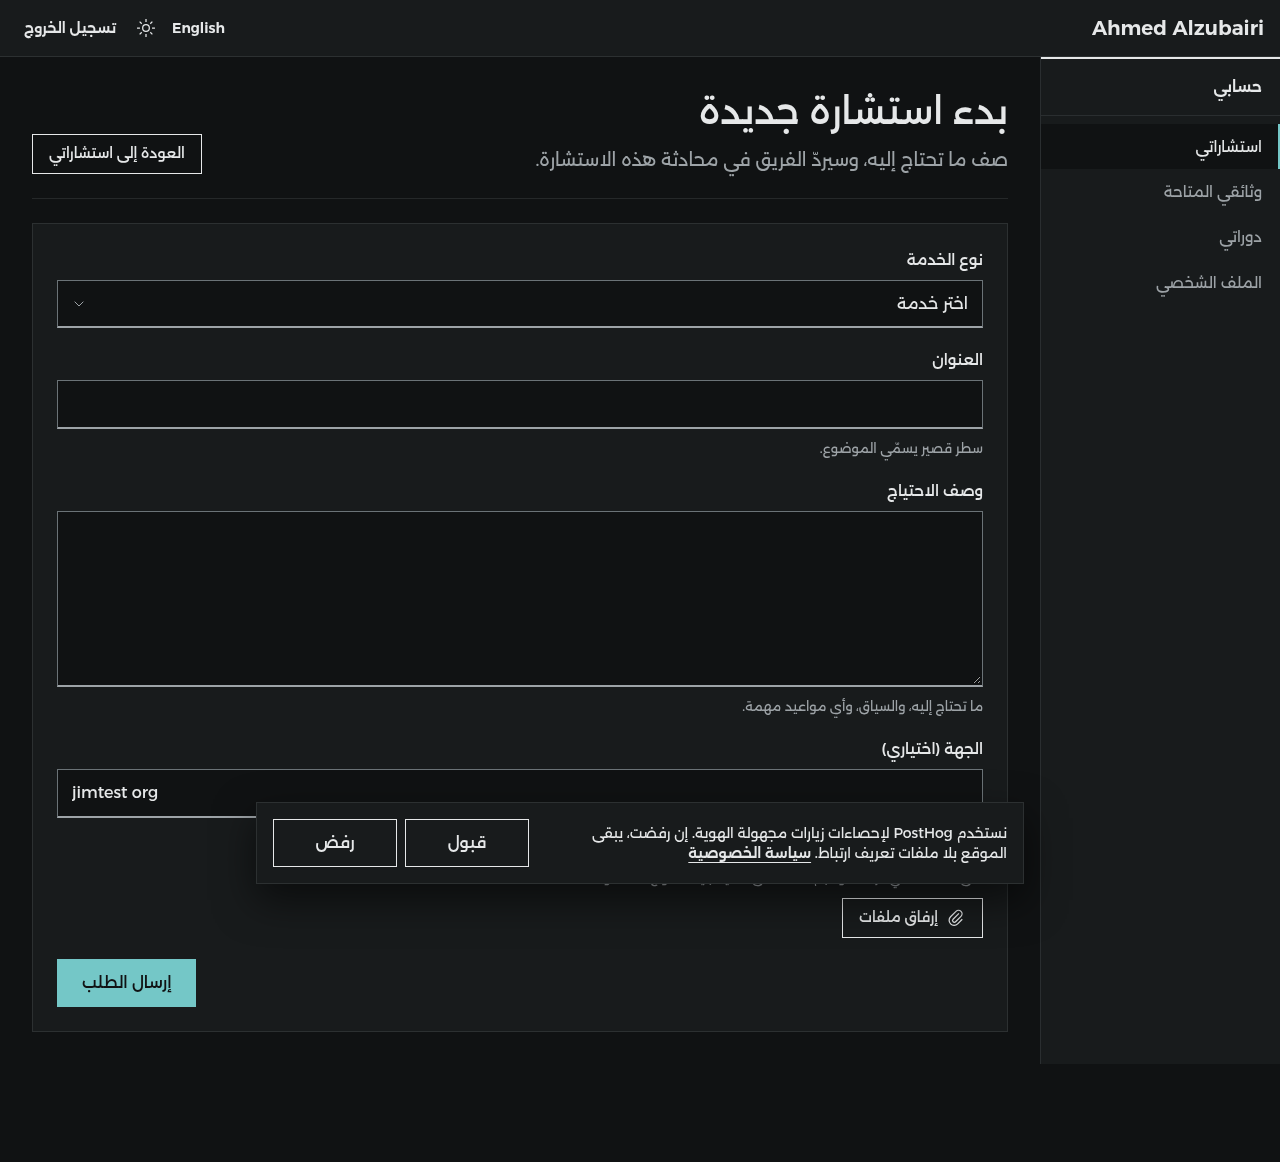 Ahmed Alzubairi
English
تسجيل الخروج
حسابي
استشاراتي
وثائقي المتاحة
دوراتي
الملف الشخصي
بدء استشارة جديدة
صف ما تحتاج إليه، وسيردّ الفريق في محادثة هذه الاستشارة.
العودة إلى استشاراتي
نوع الخدمة
اختر خدمة
العنوان
سطر قصير يسمّي الموضوع.
وصف الاحتياج
ما تحتاج إليه، والسياق، وأي مواعيد مهمة.
الجهة (اختياري)
jimtest org
نستخدم PostHog لإحصاءات زيارات مجهولة الهوية. إن رفضت، يبقى
الموقع بلا ملفات تعريف ارتباط. سياسة الخصوصية
قبول
رفض
إرفاق ملفات
إرسال الطلب